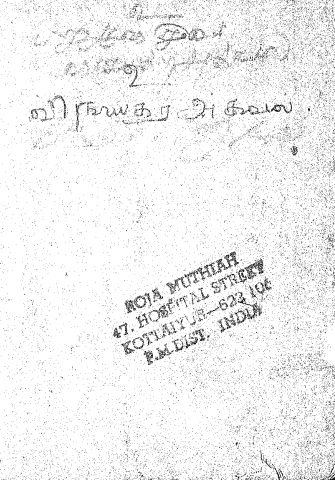 உ
உ
விநாயகர் அகவல்
ROJA MUTHIAH
47, HOSPITAL STREET
KOTTAIYUR—623 106
P.M.DIST. INDIA